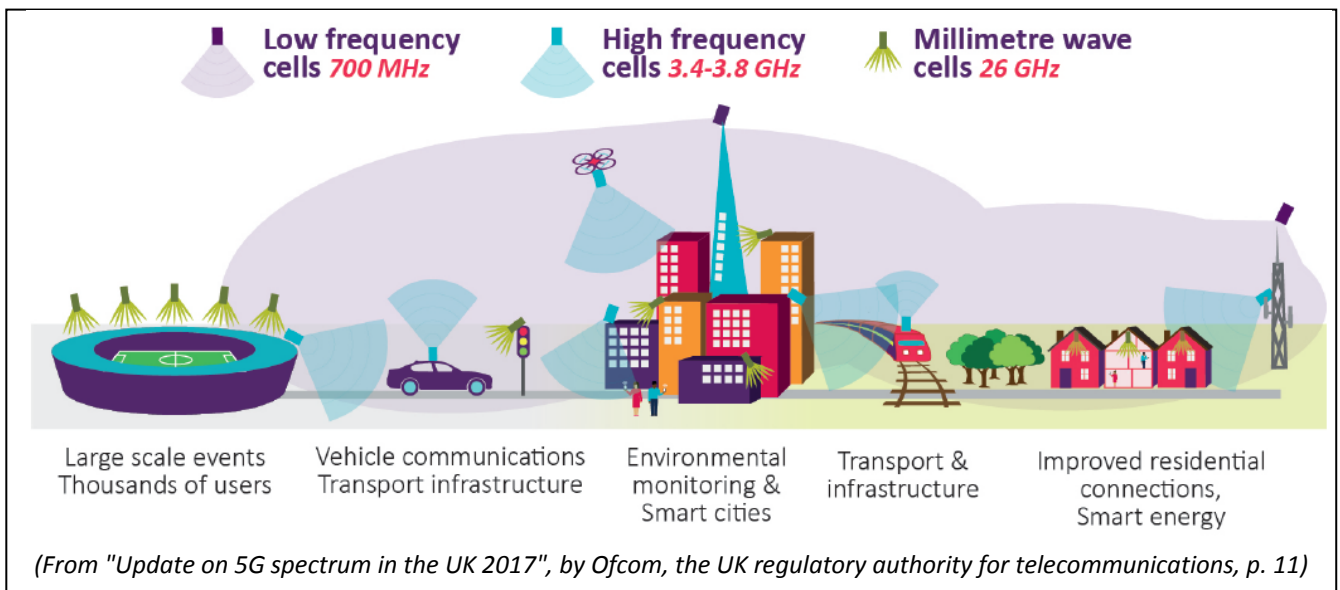 Low frequency
cells 700 MHz
High frequency
cells 3.4-3.8 GHz
Millimetre wave
cells 26 GHz
Large scale events
Thousands of users
Vehicle communications
Transport infrastructure
Environmental
monitoring &
Smart cities
Transport &
infrastructure
Improved residential
connections,
Smart energy
(From "Update on 5G spectrum in the UK 2017", by Ofcom, the UK regulatory authority for telecommunications, p. 11)